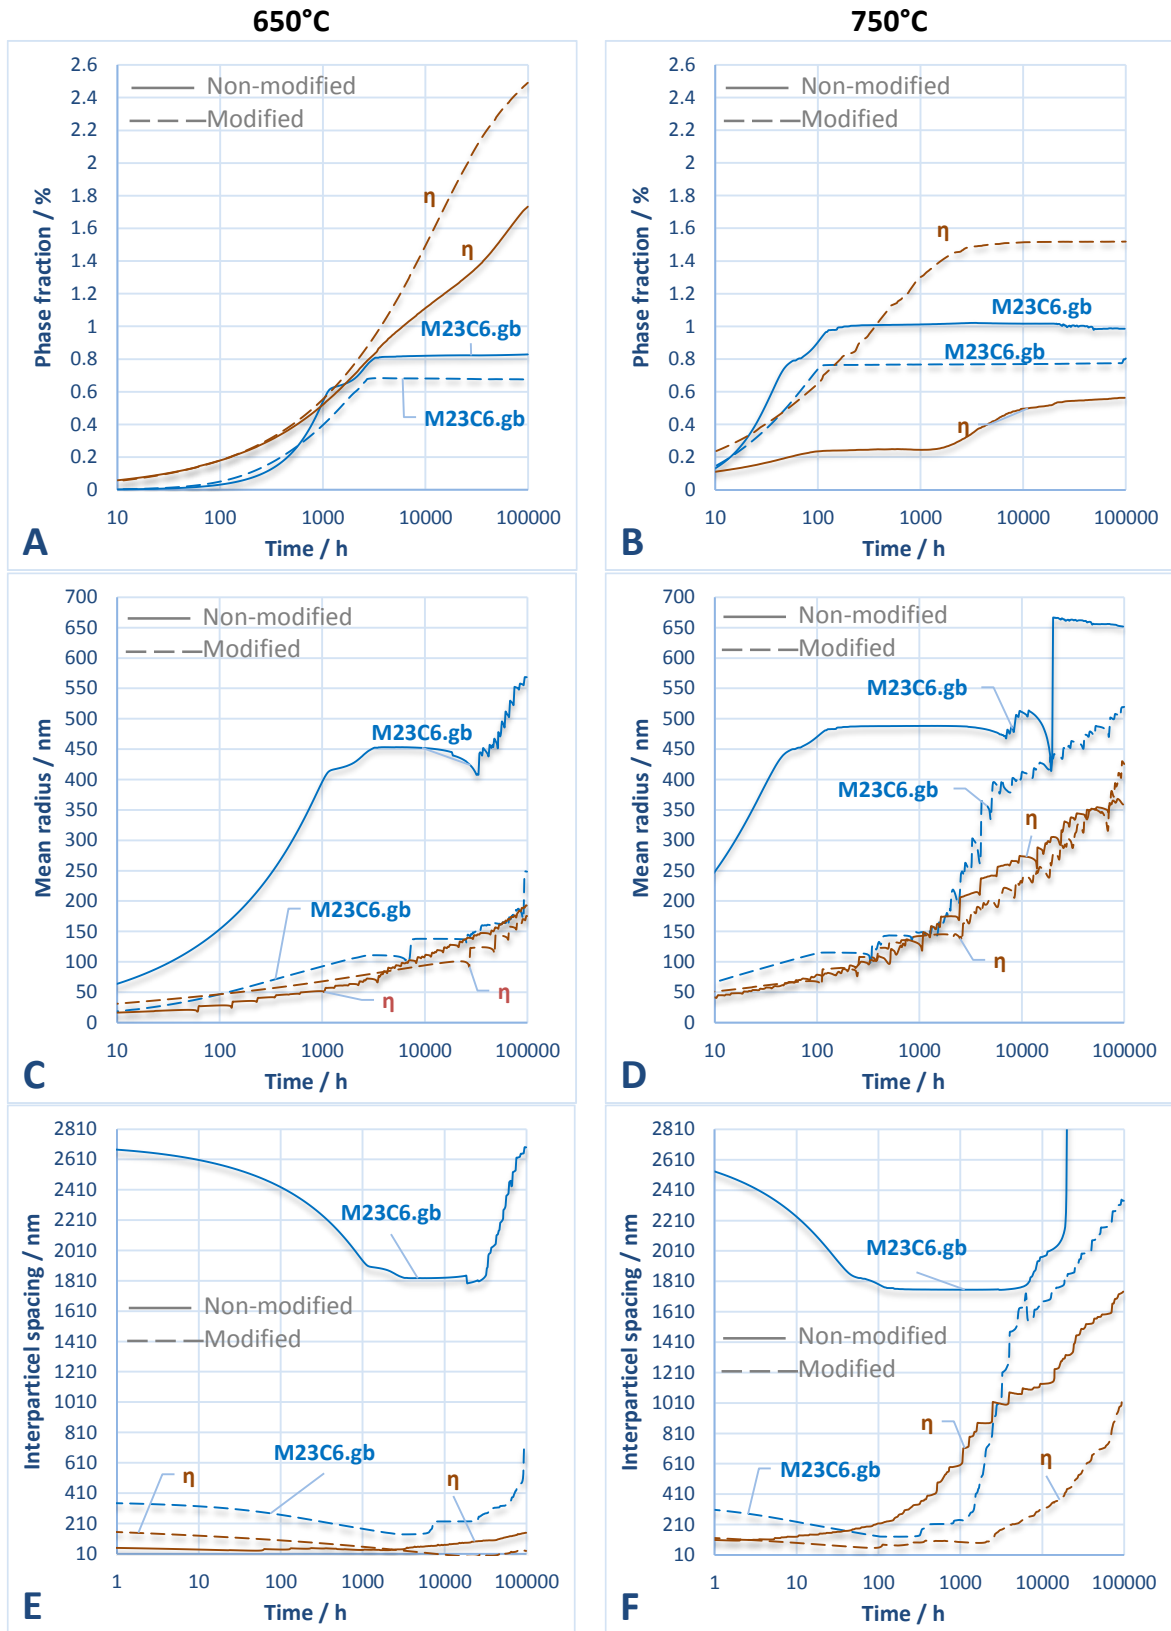 650°C
750°C
Phase fraction / %
2.6
2.4
2.2
2
1.8
1.6
1.4
1.2
1
0.8
0.6
0.4
0.2
0
Non-modified
Modified
η
η
M23C6.gb
M23C6.gb
10
100
1000
10000
100000
Time / h
A
Phase fraction / %
2.6
2.4
2.2
2
1.8
1.6
1.4
1.2
1
0.8
0.6
0.4
0.2
0
Non-modified
Modified
η
M23C6.gb
M23C6.gb
η
10
100
1000
10000
100000
Time / h
B
Mean radius / nm
700
650
600
550
500
450
400
350
300
250
200
150
100
50
0
Non-modified
Modified
M23C6.gb
M23C6.gb
η
η
10
100
1000
10000
100000
Time / h
C
Mean radius / nm
700
650
600
550
500
450
400
350
300
250
200
150
100
50
0
Non-modified
Modified
M23C6.gb
M23C6.gb
η
η
10
100
1000
10000
100000
Time / h
D
Interparticel spacing / nm
2810
2610
2410
2210
2010
1810
1610
1410
1210
1010
810
610
410
210
10
M23C6.gb
Non-modified
Modified
M23C6.gb
η
η
1
10
100
1000
10000
100000
Time / h
E
Interparticel spacing / nm
2810
2610
2410
2210
2010
1810
1610
1410
1210
1010
810
610
410
210
10
M23C6.gb
Non-modified
Modified
η
M23C6.gb
η
1
10
100
1000
10000
100000
Time / h
F